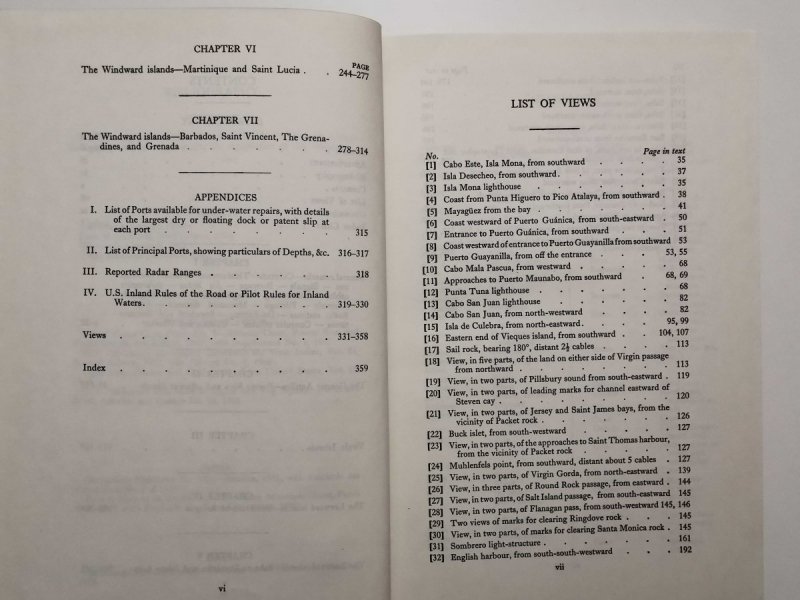 CHAPTER VI
PAGE
The Windward islands—Martinique and Saint Lucia . . 244–277
CHAPTER VII
The Windward islands—Barbados, Saint Vincent, The Grena-
dines, and Grenada . . . . . . 278–314
APPENDICES
I. List of Ports available for under-water repairs, with details
of the largest dry or floating dock or patent slip at
each port . . . . . . . 315
II. List of Principal Ports, showing particulars of Depths, &c. 316–317
III. Reported Radar Ranges . . . . . 318
IV. U.S. Inland Rules of the Road or Pilot Rules for Inland
Waters. . . . . . . . 319–330
Views . . . . . . . . 331–358
Index . . . . . . . . 359
vi
LIST OF VIEWS
No. Page in text
[1] Cabo Este, Isla Mona, from southward . . . . 35
[2] Isla Desecheo, from southward. . . . . 37
[3] Isla Mona lighthouse . . . . . . 35
[4] Coast from Punta Higuero to Pico Atalaya, from southward . 38
[5] Mayagüez from the bay . . . . . . 41
[6] Coast westward of Puerto Guánica, from south-eastward . 50
[7] Entrance to Puerto Guánica, from southward . . . 51
[8] Coast westward of entrance to Puerto Guayanilla from southward 53
[9] Puerto Guayanilla, from off the entrance . . . 53, 55
[10] Cabo Mala Pascua, from westward . . . . 68
[11] Approaches to Puerto Maunabo, from southward . 68, 69
[12] Punta Tuna lighthouse . . . . . . 68
[13] Cabo San Juan lighthouse . . . . . 82
[14] Cabo San Juan, from north-westward . . . . 82
[15] Isla de Culebra, from north-eastward. . . . 95, 99
[16] Eastern end of Vieques island, from southward . . 104, 107
[17] Sail rock, bearing 180°, distant 2½ cables . . . 113
[18] View, in five parts, of the land on either side of Virgin passage
from northward . . . . . . . 113
[19] View, in two parts, of Pillsbury sound from south-eastward . 119
[20] View, in two parts, of leading marks for channel eastward of
Steven cay . . . . . . . . 120
[21] View, in two parts, of Jersey and Saint James bays, from the
vicinity of Packet rock . . . . . . 126
[22] Buck islet, from south-westward . . . . 127
[23] View, in two parts, of the approaches to Saint Thomas harbour,
from the vicinity of Packet rock . . . . 127
[24] Muhlenfels point, from southward, distant about 5 cables . 127
[25] View, in two parts, of Virgin Gorda, from north-eastward . 139
[26] View, in three parts, of Round Rock passage, from eastward . 144
[27] View, in two parts, of Salt Island passage, from south-eastward 145
[28] View, in two parts, of Flanagan pass, from south-westward 145, 146
[29] Two views of marks for clearing Ringdove rock . . . 145
[30] View, in two parts, of marks for clearing Santa Monica rock . 145
[31] Sombrero light-structure . . . . . . 161
[32] English harbour, from south-south-westward . . . 192
vii